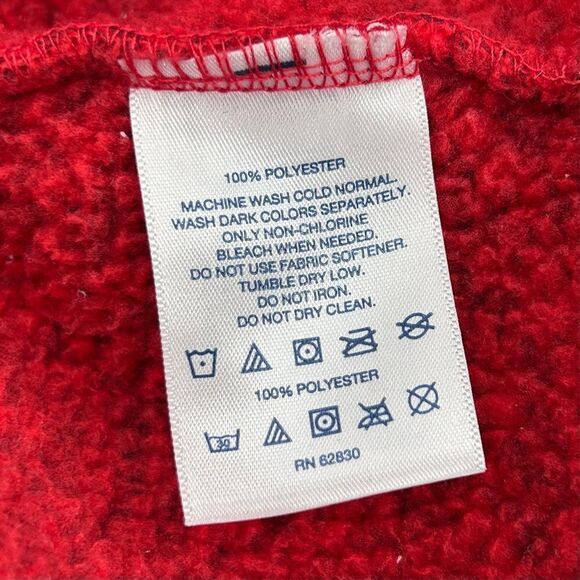 100% POLYESTER
MACHINE WASH COLD NORMAL.
WASH DARK COLORS SEPARATELY.
ONLY NON-CHLORINE
BLEACH WHEN NEEDED.
DO NOT USE FABRIC SOFTENER.
TUMBLE DRY LOW.
DO NOT IRON.
DO NOT DRY CLEAN.
100% POLYESTER
30
RN 62830